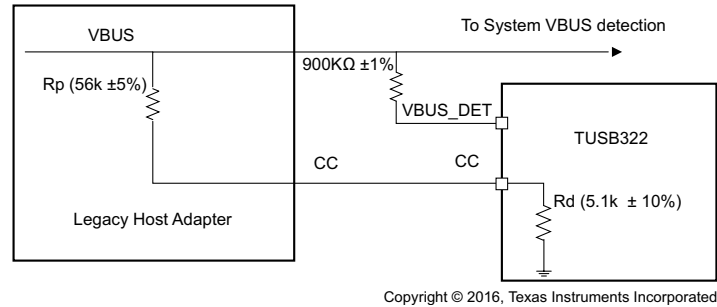 To System VBUS detection
VBUS
900KΩ ±1%
Rp (56k ±5%)
VBUS_DET
TUSB322
CC
CC
Rd (5.1k ± 10%)
Legacy Host Adapter
Copyright © 2016, Texas Instruments Incorporated